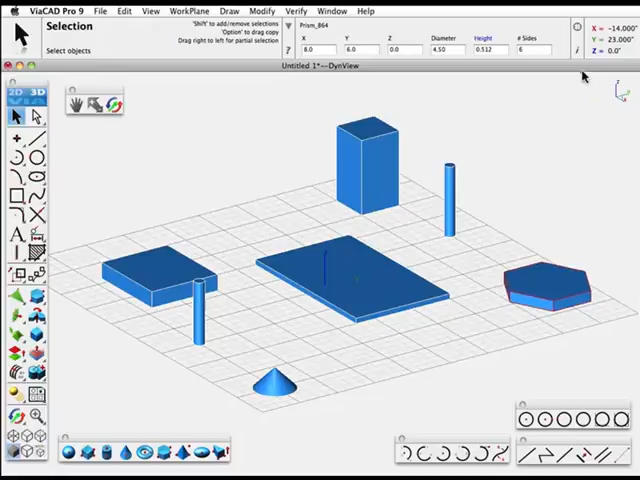 ViaCAD Pro 9 File Edit View WorkPlane Draw Modify Verify Window Help
Selection
Select objects
'Shift' to add/remove selections
'Option' to drag copy
Drag right to left for partial selection
Prism_864
X Y Z Diameter Height # Sides
6.0 6.0 0.0 4.50 0.512 6
X = -14.000"
Y = 23.000"
Z = 0.0"
Untitled 1*--DynView
2D 3D